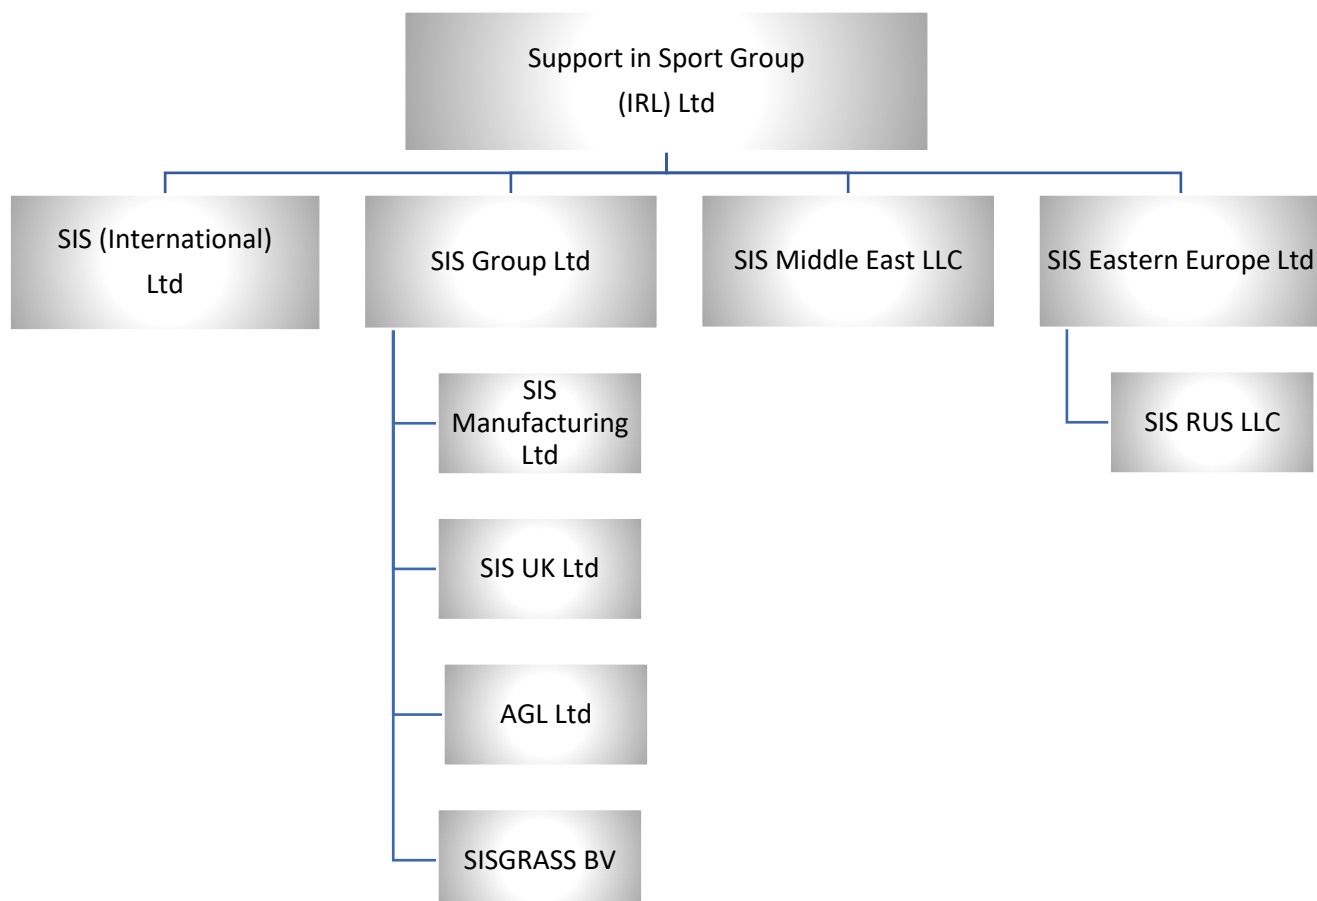 Support in Sport Group
(IRL) Ltd
SIS (International)
Ltd
SIS Group Ltd
SIS Middle East LLC
SIS Eastern Europe Ltd
SIS
Manufacturing
Ltd
SIS RUS LLC
SIS UK Ltd
AGL Ltd
SISGRASS BV